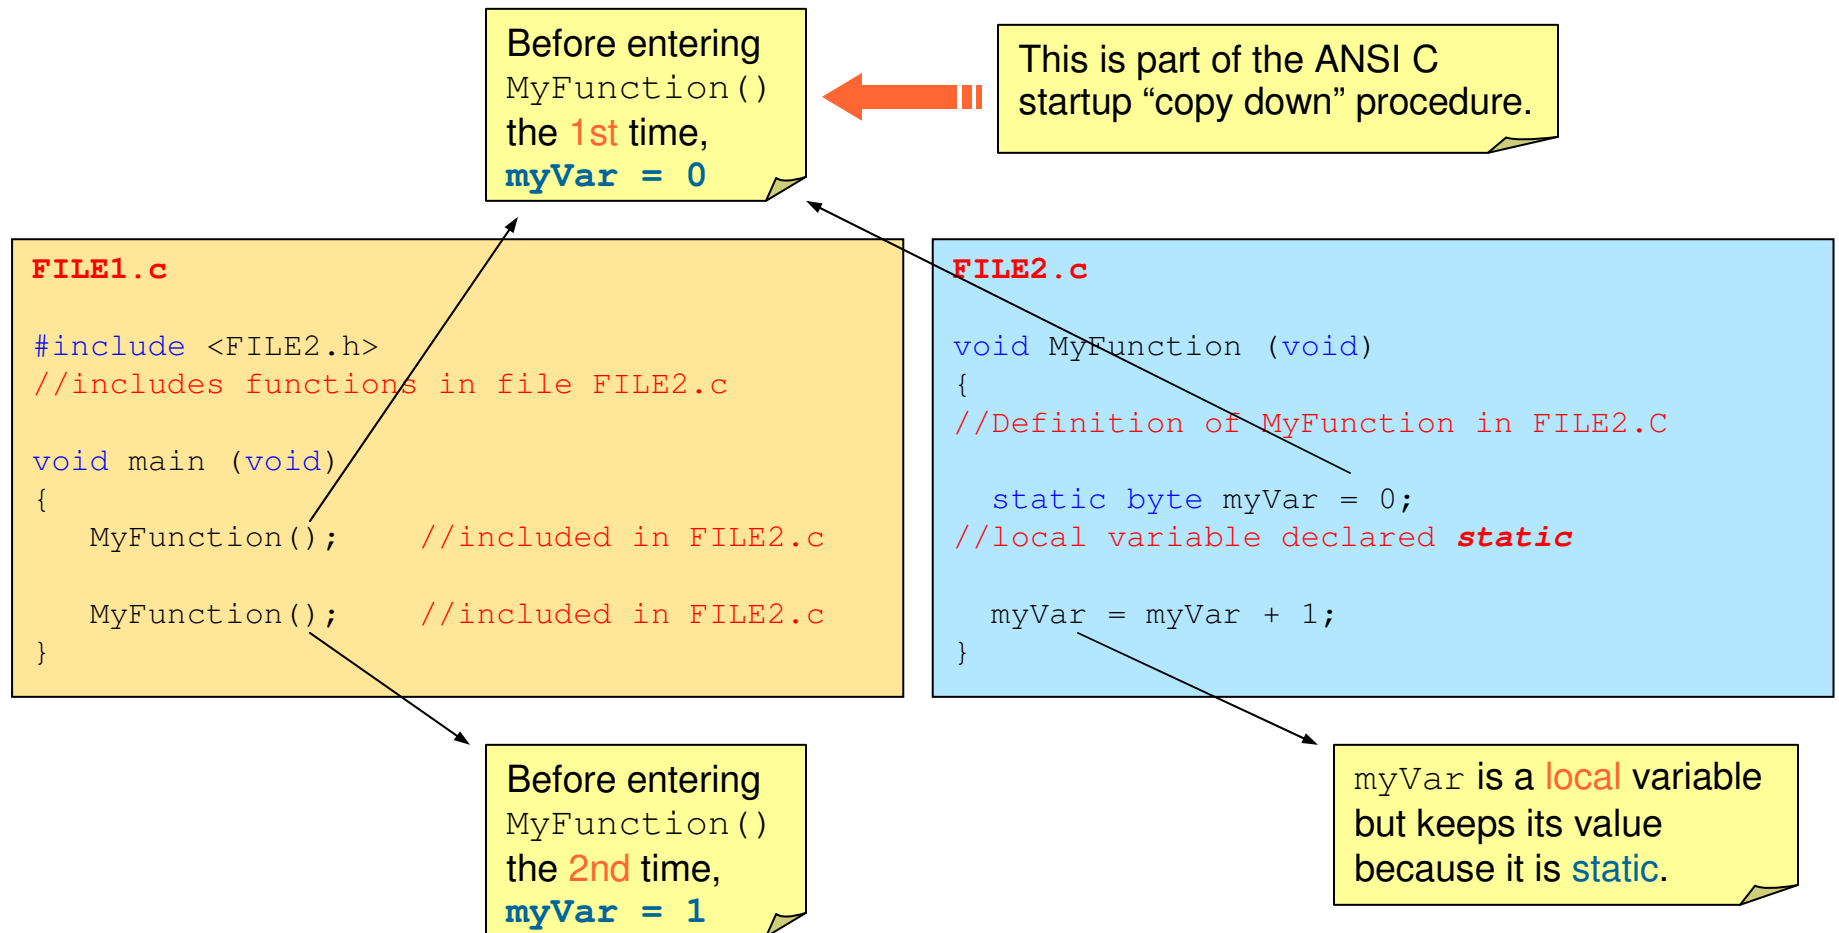 Before entering
MyFunction()
the 1st time,
myVar = 0
This is part of the ANSI C
startup “copy down” procedure.
FILE1.c
#include <FILE2.h>
//includes functions in file FILE2.c
void main (void)
{
MyFunction(); //included in FILE2.c
MyFunction(); //included in FILE2.c
}
FILE2.c
void MyFunction (void)
{
//Definition of MyFunction in FILE2.C
static byte myVar = 0;
//local variable declared static
myVar = myVar + 1;
}
Before entering
MyFunction()
the 2nd time,
myVar = 1
myVar is a local variable
but keeps its value
because it is static.